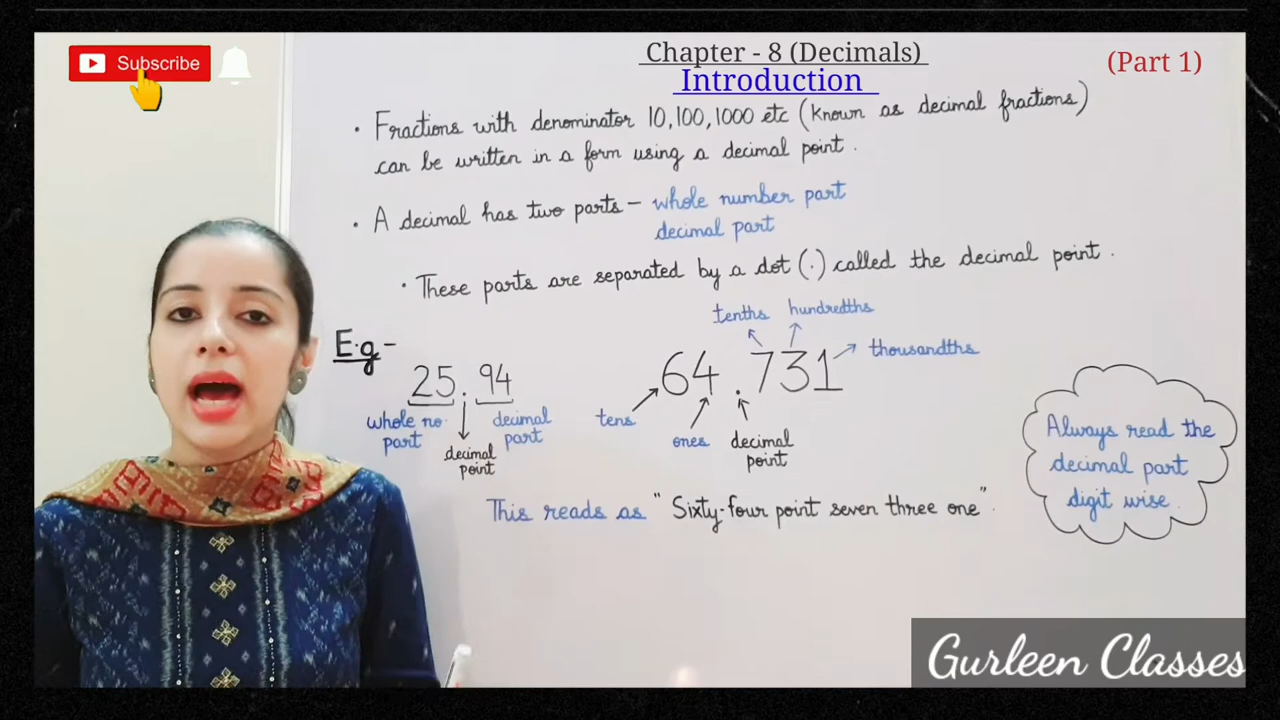 Subscribe
Chapter - 8 (Decimals)
Introduction
(Part 1)
• Fractions with denominator 10,100,1000 etc (known as decimal fractions)
can be written in a form using a decimal point.
• A decimal has two parts – whole number part
decimal part
• These parts are separated by a dot (.) called the decimal point.
E.g –
25.94
whole no. part
decimal part
decimal point
tenths
hundredths
thousandths
64.731
tens
ones
decimal point
This reads as "Sixty-four point seven three one".
Always read the
decimal part
digit wise.
Gurleen Classes